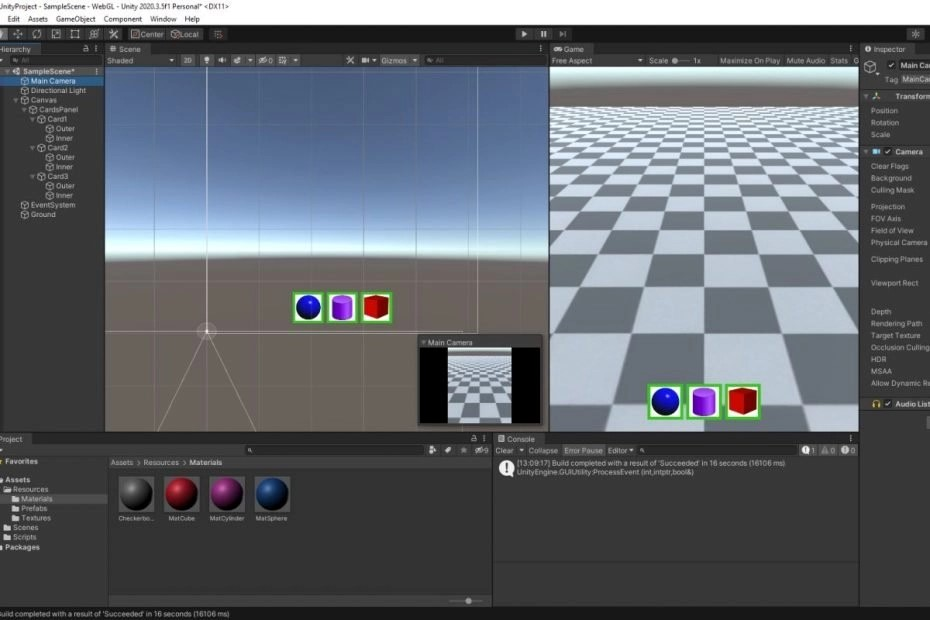 UnityProject - SampleScene - WebGL - Unity 2020.3.5f1 Personal* <DX11>
Edit Assets GameObject Component Window Help
Center Local
Hierarchy
All
SampleScene*
Main Camera
Directional Light
Canvas
CardsPanel
Card1
Outer
Inner
Card2
Outer
Inner
Card3
Outer
Inner
EventSystem
Ground
Scene
Shaded 2D 0 Gizmos All
Main Camera
Game
Free Aspect Scale 1x Maximize On Play Mute Audio Stats G
Inspector
Main Ca
Tag MainCa
Transform
Position
Rotation
Scale
Camera
Clear Flags
Background
Culling Mask
Projection
FOV Axis
Field of View
Physical Camera
Clipping Planes
Viewport Rect
Depth
Rendering Path
Target Texture
Occlusion Culling
HDR
MSAA
Allow Dynamic Re
Audio List
Project
9
Favorites
Assets
Resources
Materials
Prefabs
Textures
Scenes
Scripts
Packages
Assets > Resources > Materials
Checkerbo... MatCube MatCylinder MatSphere
Console
Clear Collapse Error Pause Editor 1 0 0
[13:09:17] Build completed with a result of 'Succeeded' in 16 seconds (16106 ms)
UnityEngine.GUIUtility:ProcessEvent (int,intptr,bool&)
Build completed with a result of 'Succeeded' in 16 seconds (16106 ms)